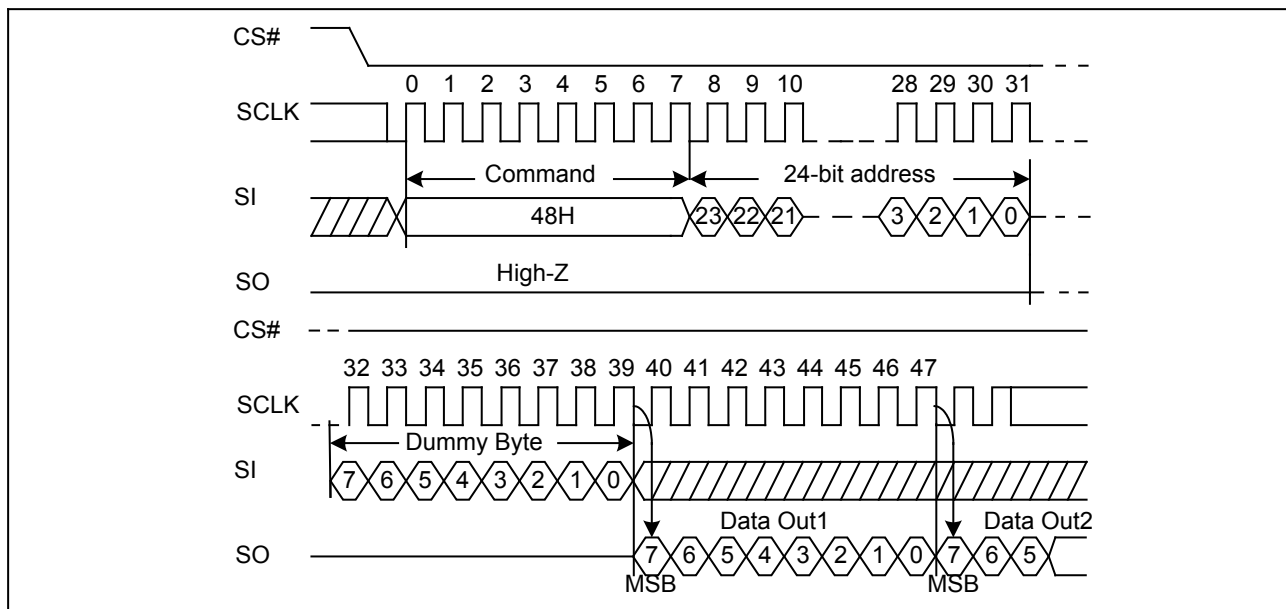 CS#
0 1 2 3 4 5 6 7 8 9 10 28 29 30 31
SCLK
Command 24-bit address
SI
48H 23 22 21 3 2 1 0
High-Z
SO
CS#
32 33 34 35 36 37 38 39 40 41 42 43 44 45 46 47
SCLK
Dummy Byte
SI
7 6 5 4 3 2 1 0
Data Out1 Data Out2
SO
7 6 5 4 3 2 1 0 7 6 5
MSB MSB